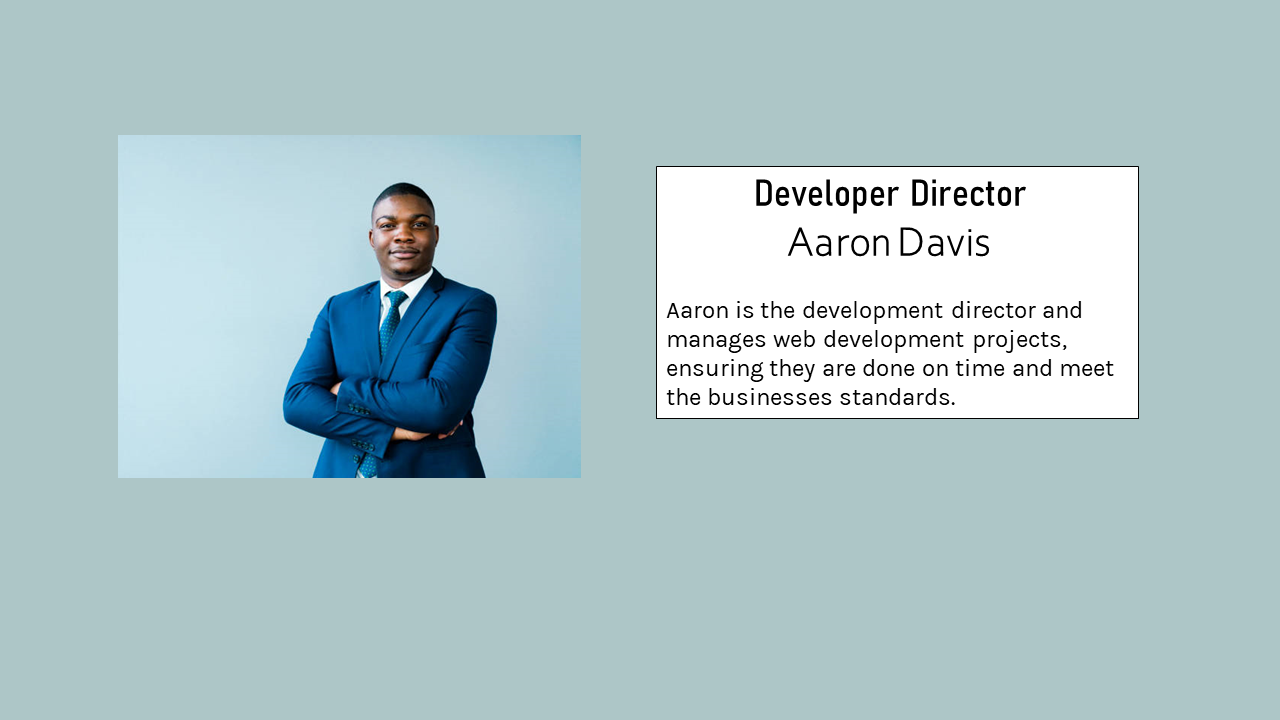 Developer Director
Aaron Davis
Aaron is the development director and
manages web development projects,
ensuring they are done on time and meet
the businesses standards.